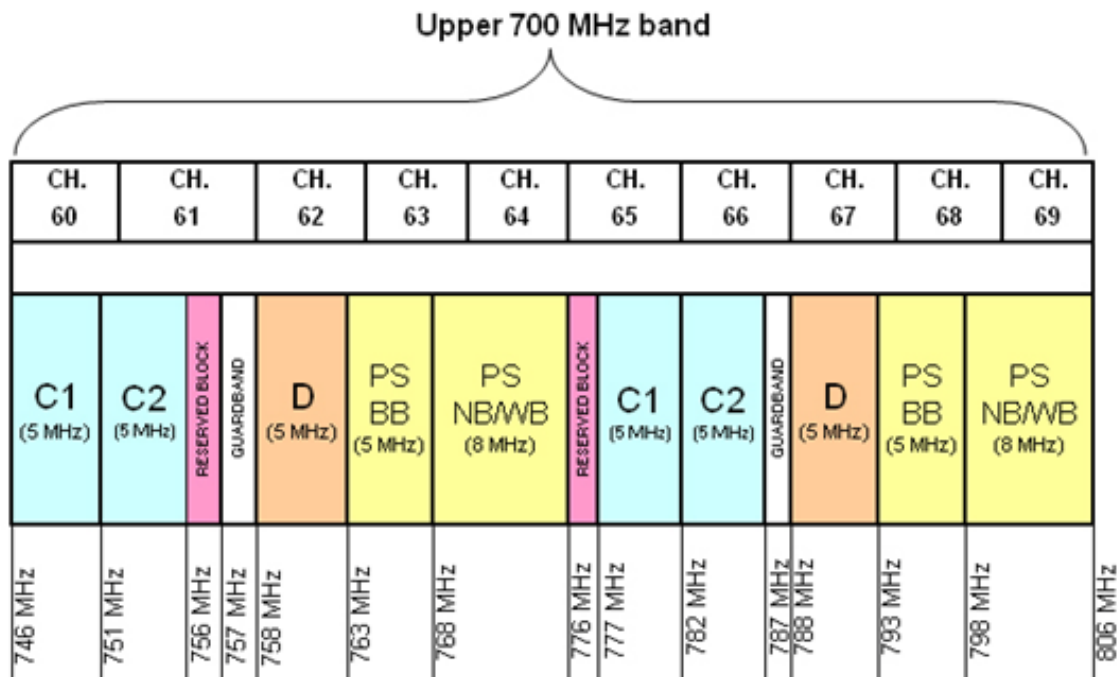 Upper 700 MHz band
CH. CH. CH. CH. CH. CH. CH. CH. CH. CH.
60 61 62 63 64 65 66 67 68 69
C1
(5 MHz)
C2
(5 MHz)
RESERVED BLOCK
GUARDBAND
D
(5 MHz)
PS
BB
(5 MHz)
PS
NB/WB
(8 MHz)
RESERVED BLOCK
C1
(5 MHz)
C2
(5 MHz)
GUARDBAND
D
(5 MHz)
PS
BB
(5 MHz)
PS
NB/WB
(8 MHz)
746 MHz
751 MHz
756 MHz
757 MHz
758 MHz
763 MHz
768 MHz
776 MHz
777 MHz
782 MHz
787 MHz
788 MHz
793 MHz
798 MHz
806 MHz